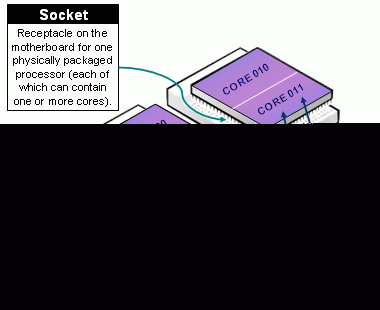 Socket
Receptacle on the
motherboard for one
physically packaged
processor (each of
which can contain
one or more cores).
CORE 010
CORE 011